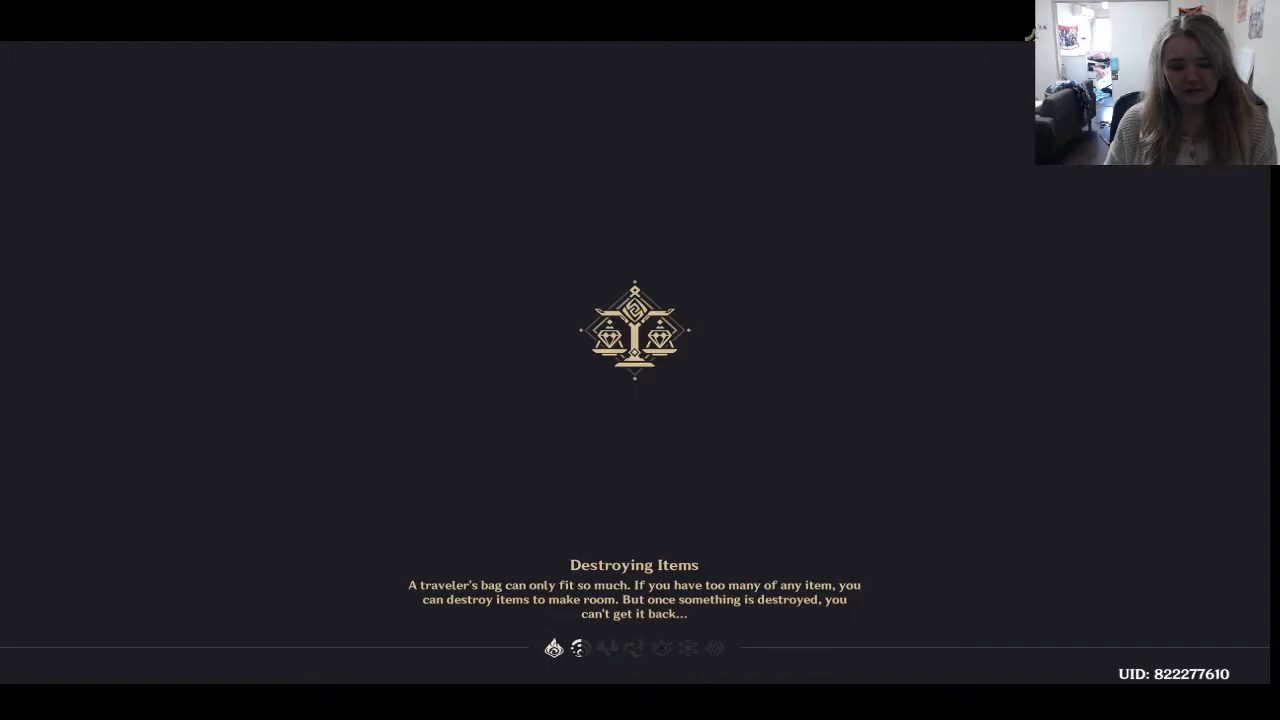 Destroying Items
A traveler's bag can only fit so much. If you have too many of any item, you
can destroy items to make room. But once something is destroyed, you
can't get it back...
UID: 822277610